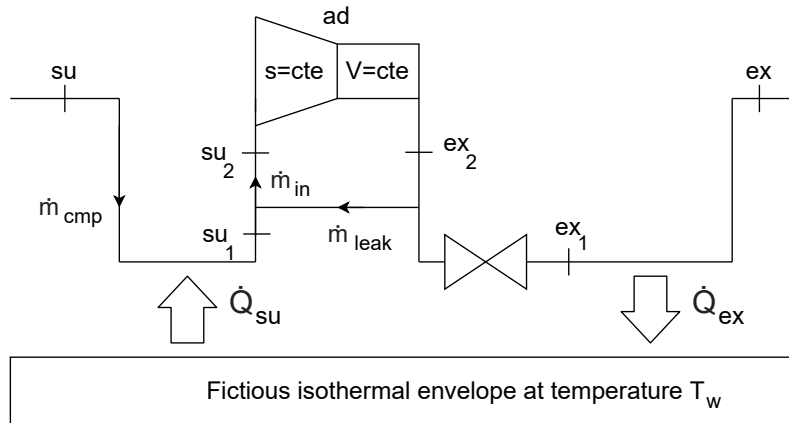 ad
su
s=cte
V=cte
ex
su2
ex2
ṁin
ṁcmp
su1
ṁleak
ex1
Q̇su
Q̇ex
Fictious isothermal envelope at temperature Tw